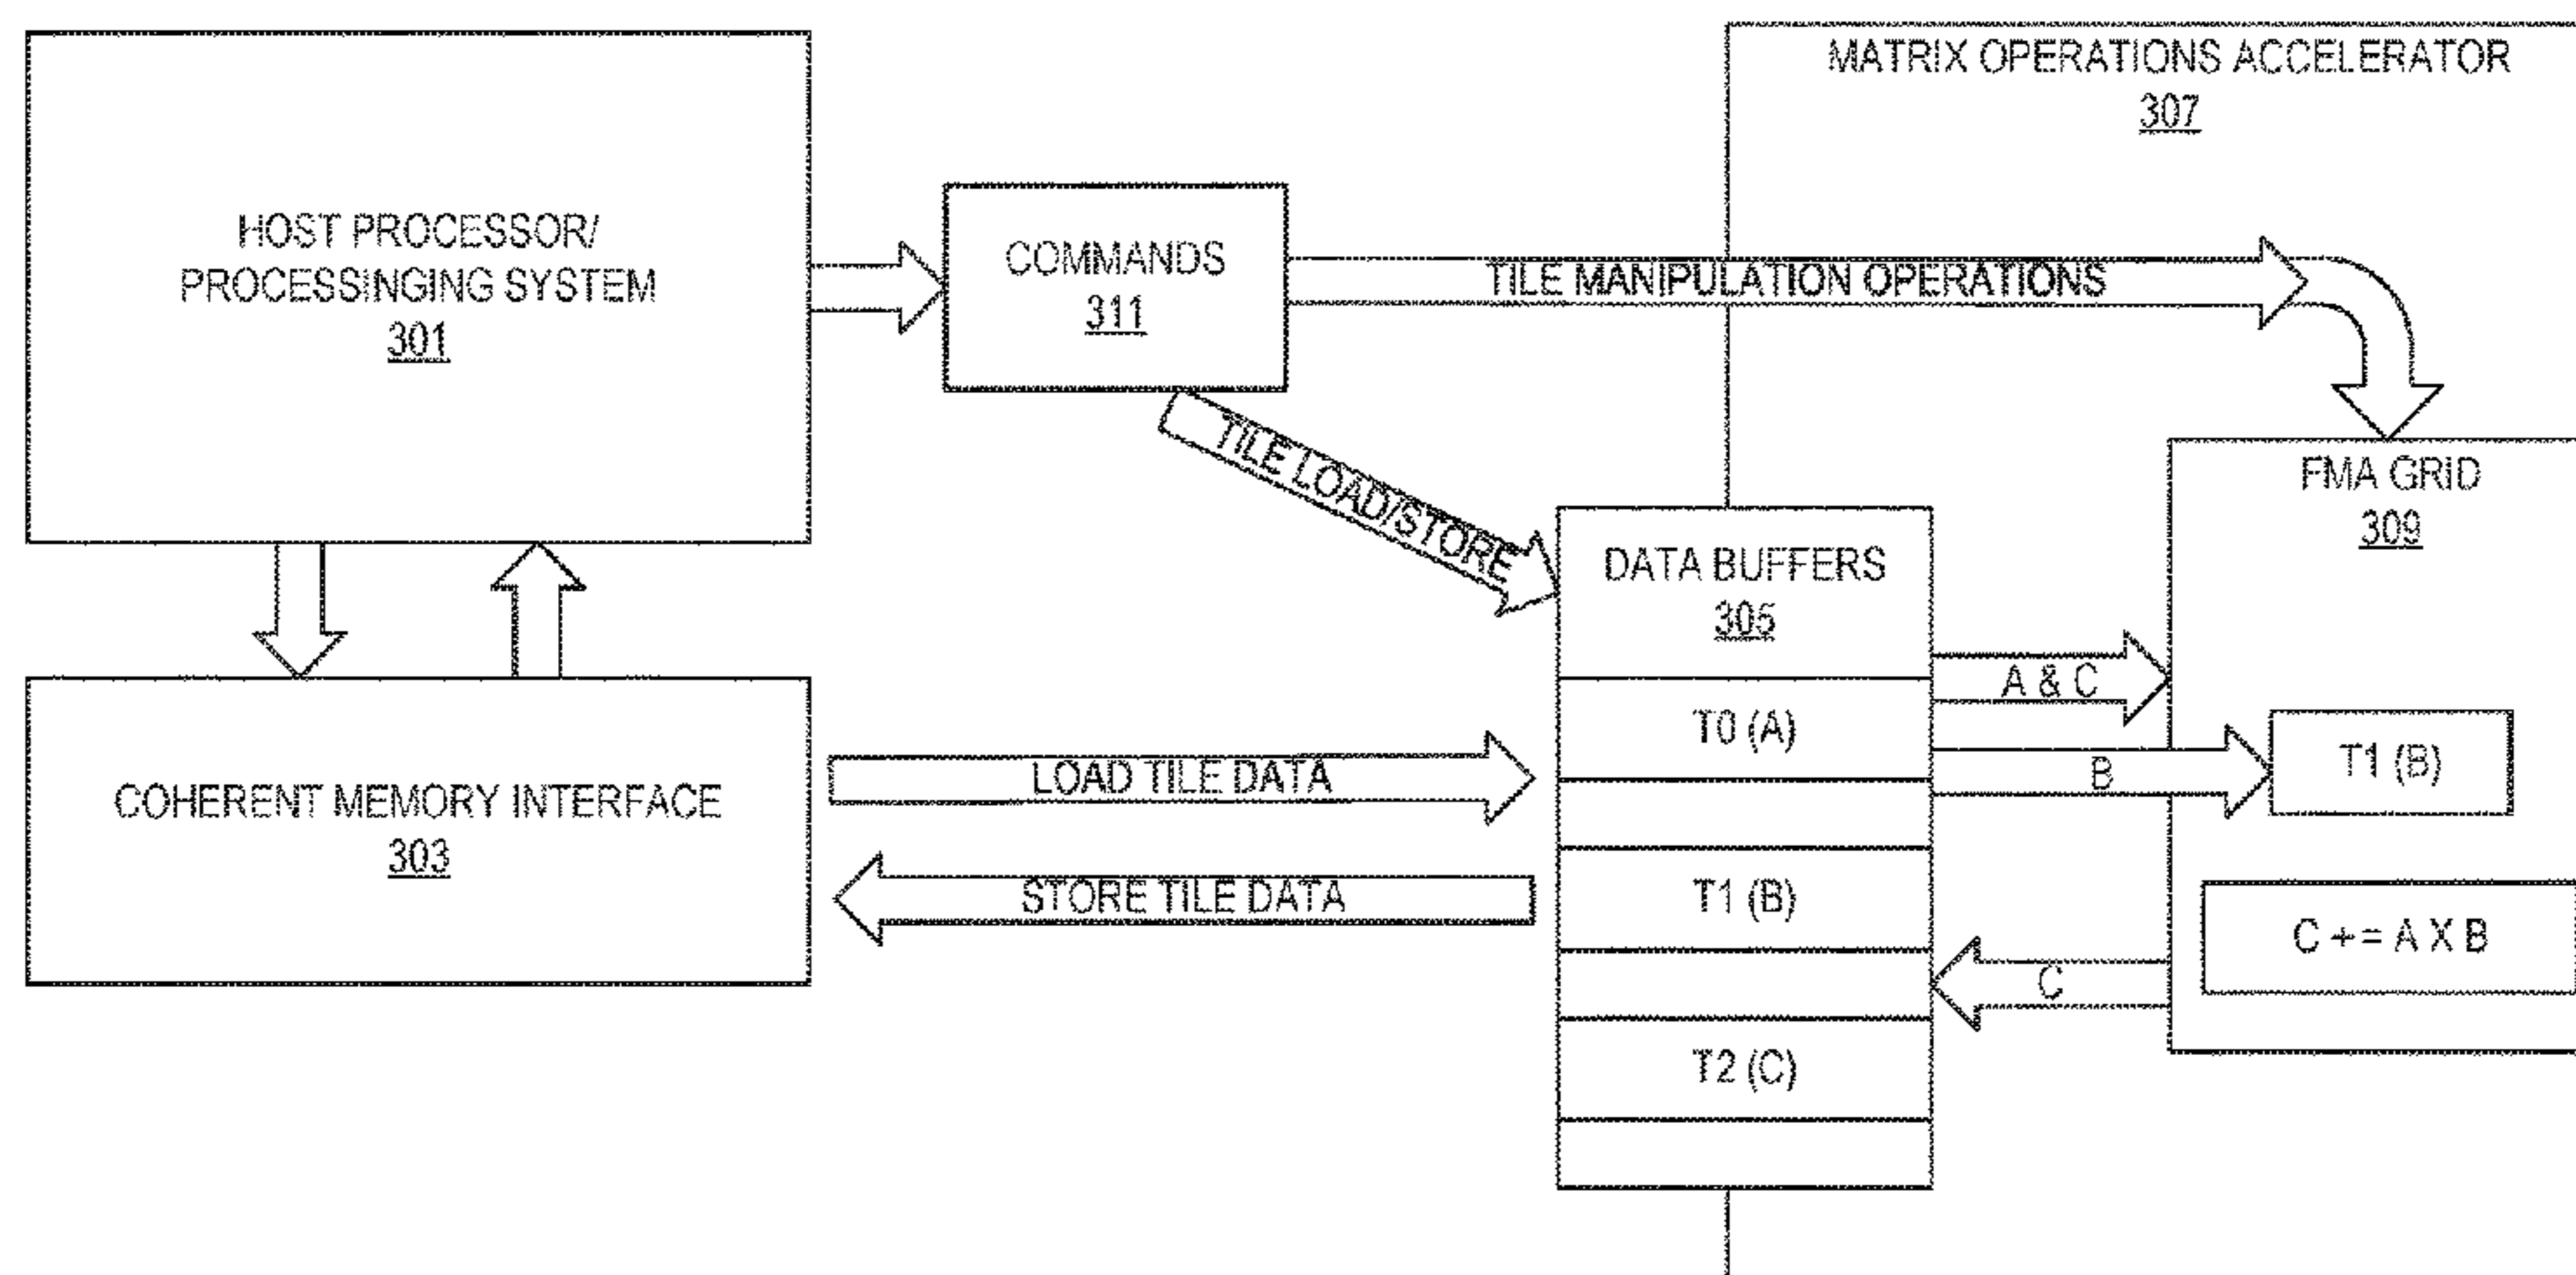 MATRIX OPERATIONS ACCELERATOR
307
HOST PROCESSOR/
PROCESSINGING SYSTEM
301
COMMANDS
311
TILE MANIPULATION OPERATIONS
TILE LOAD/STORE
FMA GRID
309
DATA BUFFERS
305
A & C
T0 (A)
B
T1 (B)
COHERENT MEMORY INTERFACE
303
LOAD TILE DATA
STORE TILE DATA
T1 (B)
C += A X B
C
T2 (C)